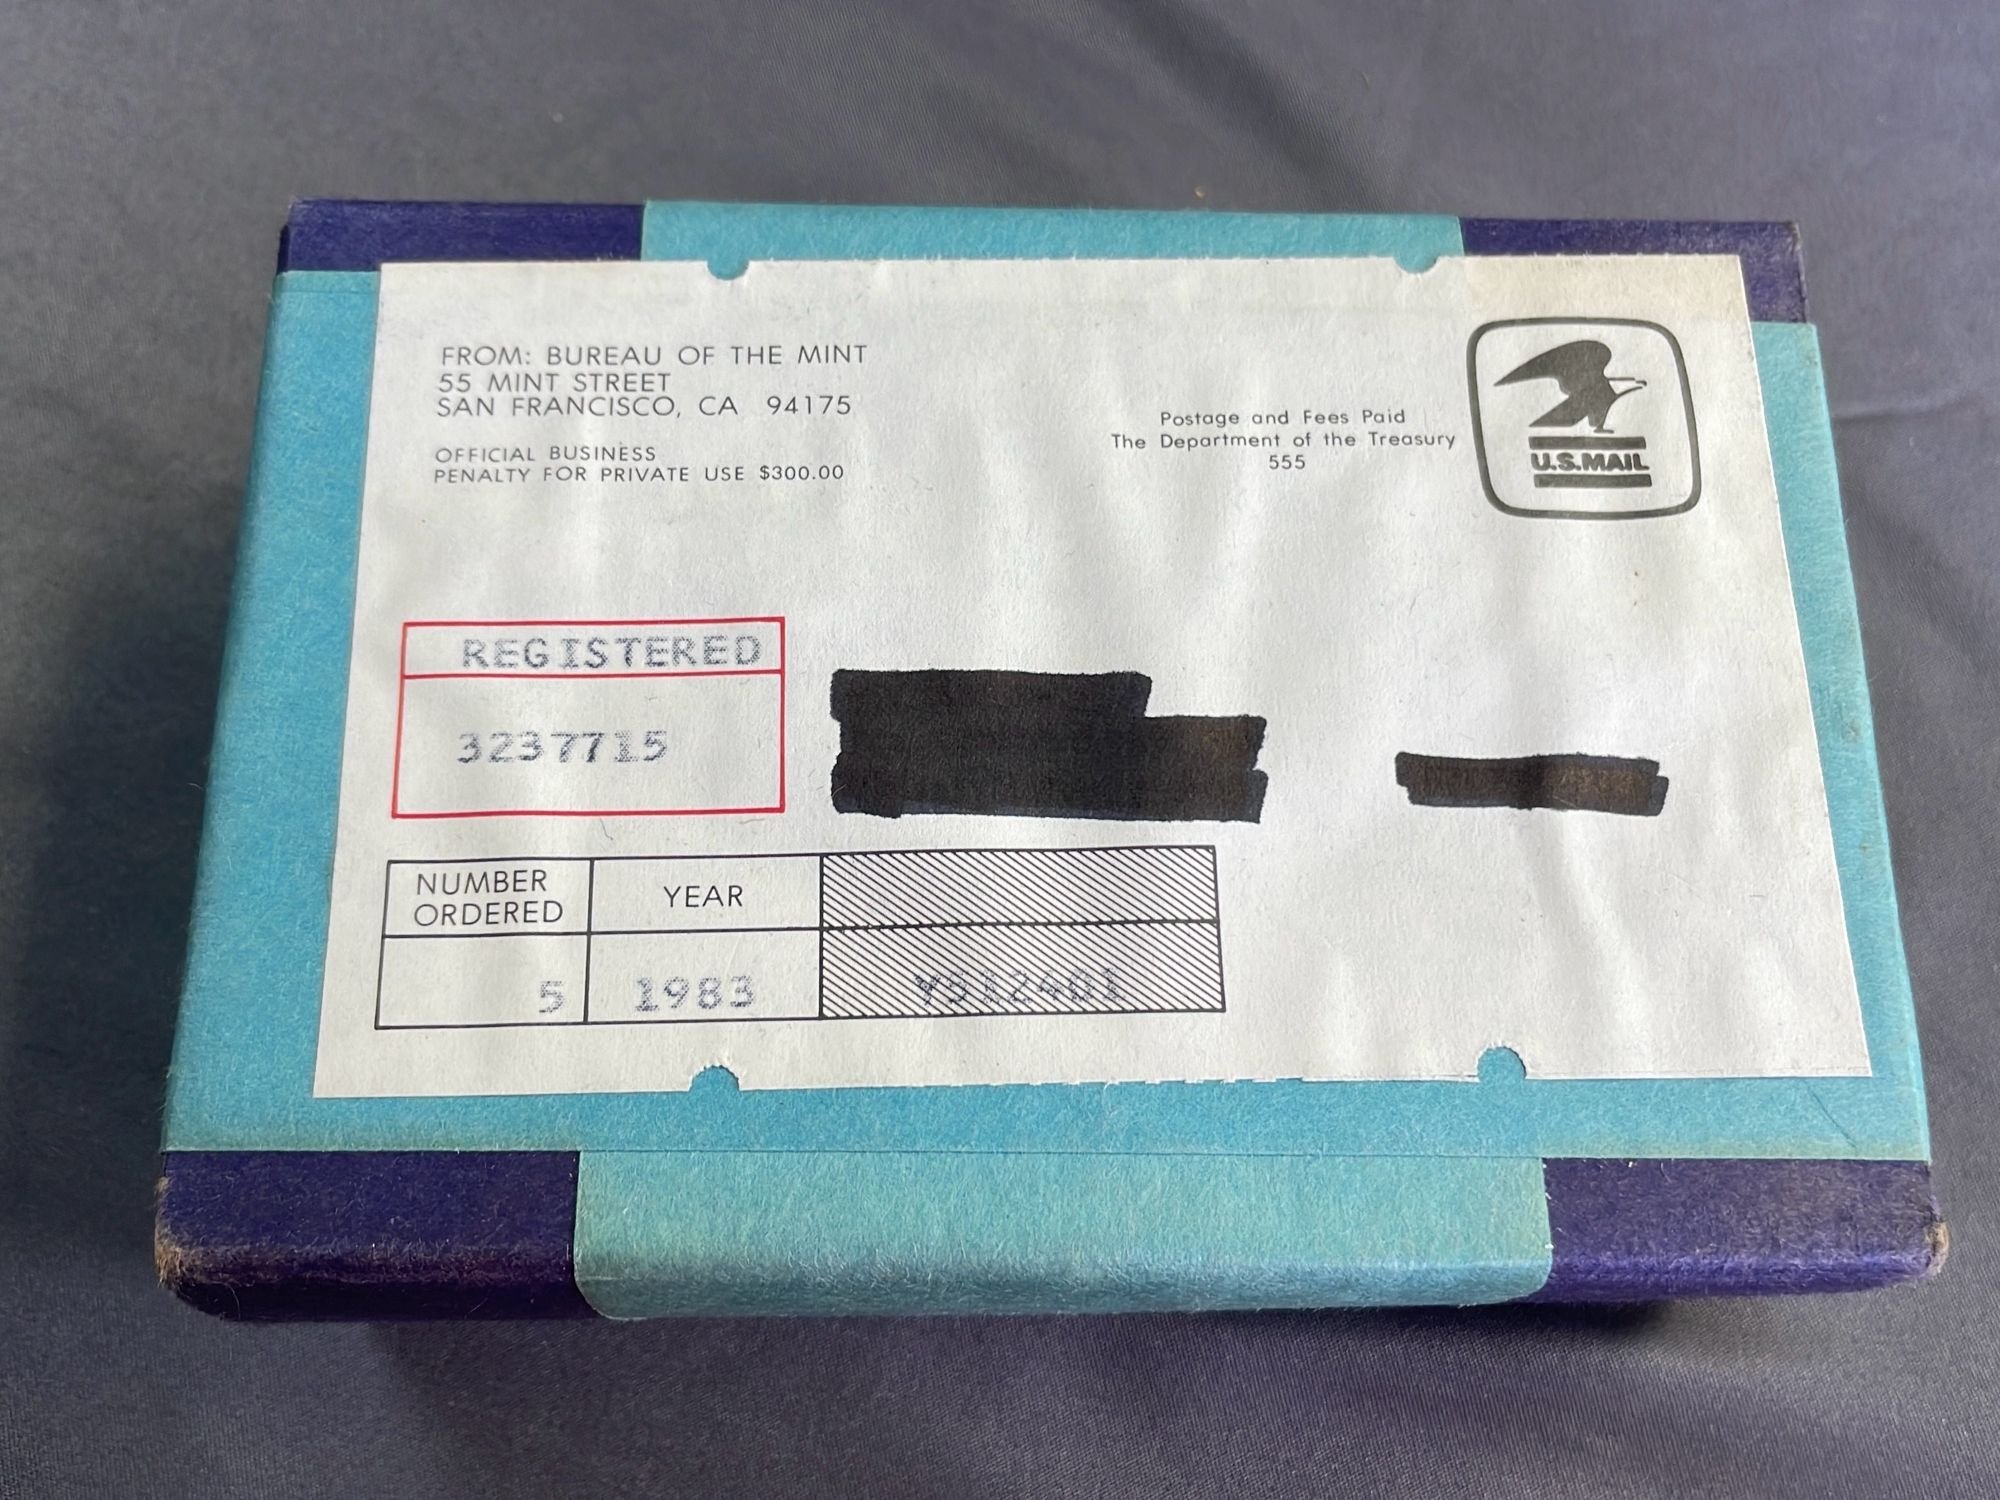 FROM: BUREAU OF THE MINT
55 MINT STREET
SAN FRANCISCO, CA 94175
OFFICIAL BUSINESS
PENALTY FOR PRIVATE USE $300.00
Postage and Fees Paid
The Department of the Treasury
555
U.S.MAIL
REGISTERED
3237715
NUMBER ORDERED
YEAR
5
1983
Y512401